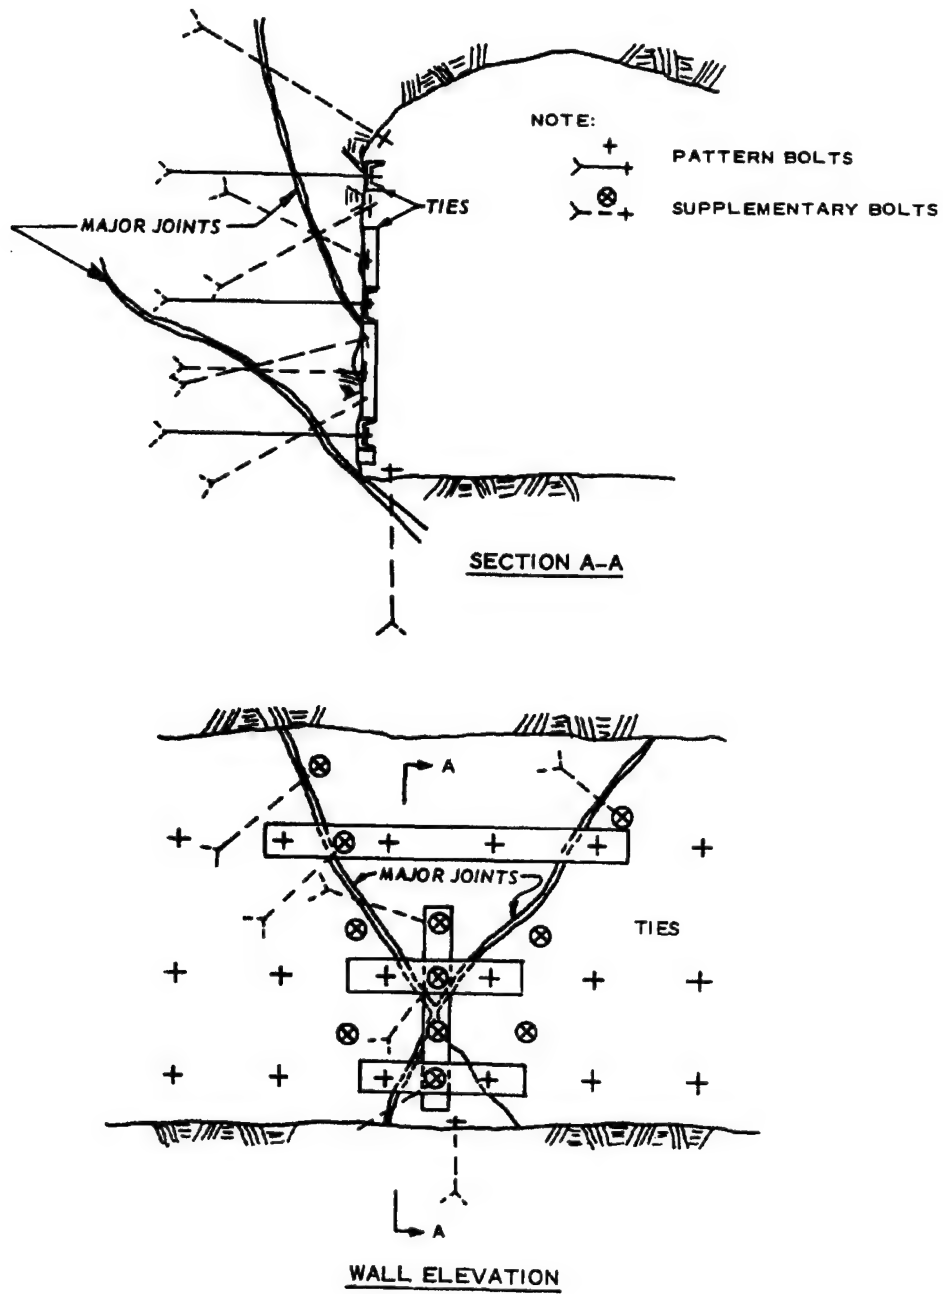 NOTE:
PATTERN BOLTS
SUPPLEMENTARY BOLTS
TIES
MAJOR JOINTS
SECTION A-A
A
MAJOR JOINTS
TIES
A
WALL ELEVATION